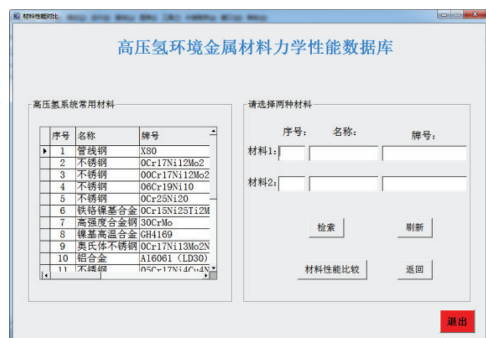 材料性能对比
高压氢环境金属材料力学性能数据库
高压氢系统常用材料
序号 名称 牌号
1 管线钢 X80
2 不锈钢 0Cr17Ni12Mo2
3 不锈钢 00Cr17Ni12Mo2
4 不锈钢 06Cr19Ni10
5 不锈钢 0Cr25Ni20
6 铁铬镍基合金 0Cr15Ni25Ti2M
7 高强度合金钢 30CrMo
8 镍基高温合金 GH4169
9 奥氏体不锈钢 0Cr17Ni13Mo2N
10 铝合金 A16061 (LD30)
11 不锈钢 05Cr17Ni4Cu4N
请选择两种材料
序号: 名称: 牌号:
材料1:
材料2:
检索 刷新
材料性能比较 返回
退出